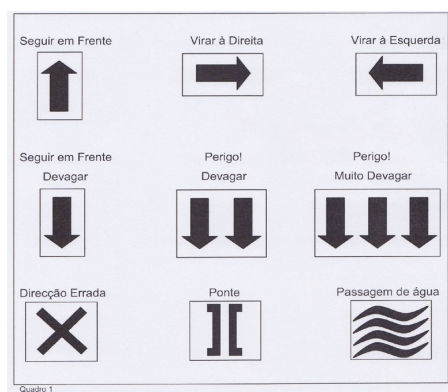 Seguir em Frente
Virar à Direita
Virar à Esquerda
Seguir em Frente
Devagar
Perigo!
Devagar
Perigo!
Muito Devagar
Direcção Errada
Ponte
Passagem de água
Quadro 1